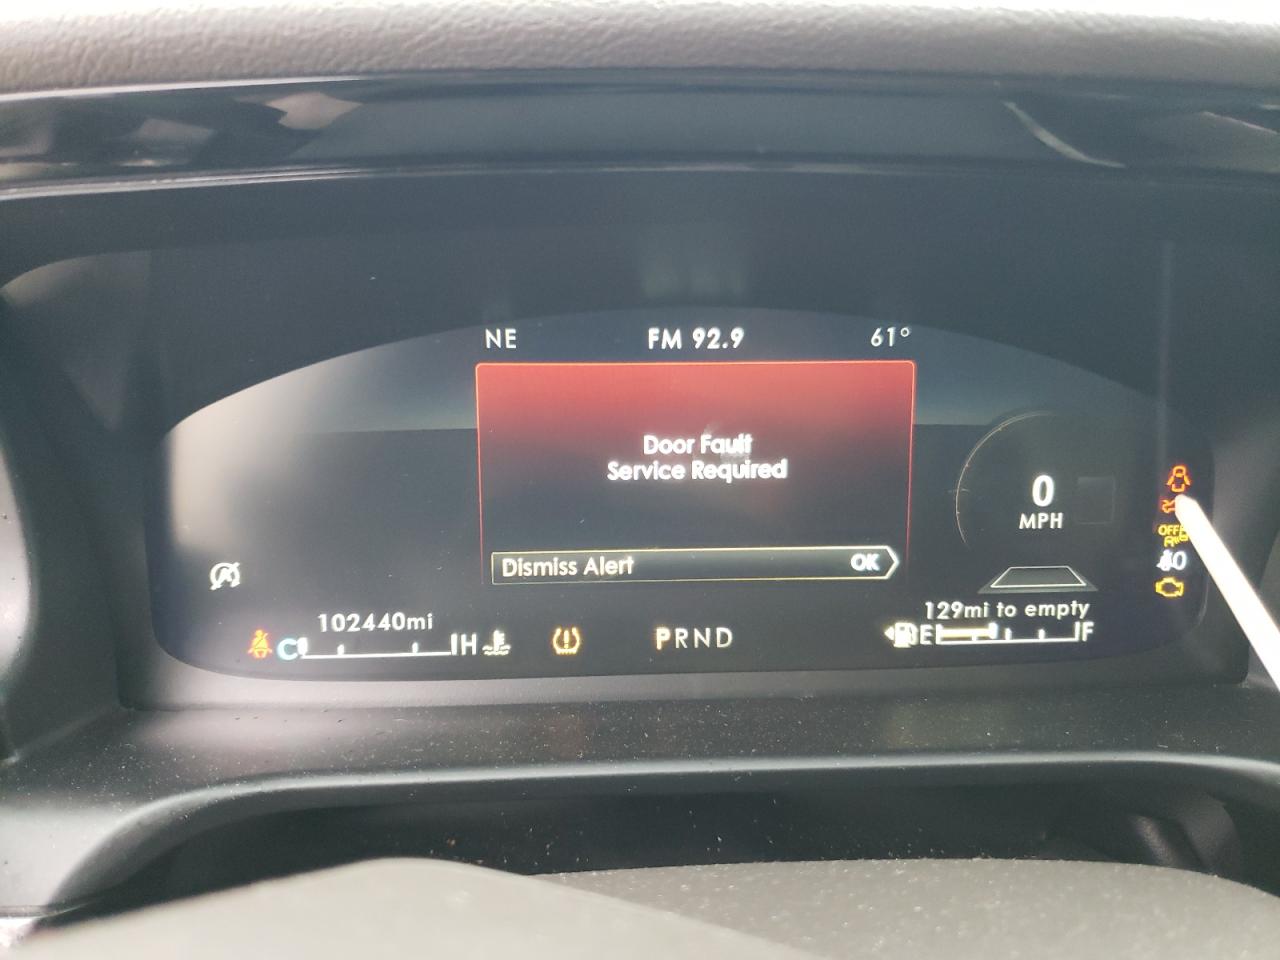 NE FM 92.9 61°
Door Fault
Service Required
0
MPH
OFF
Dismiss Alert OK
A
102440mi
129mi to empty
C H
PRND
E F